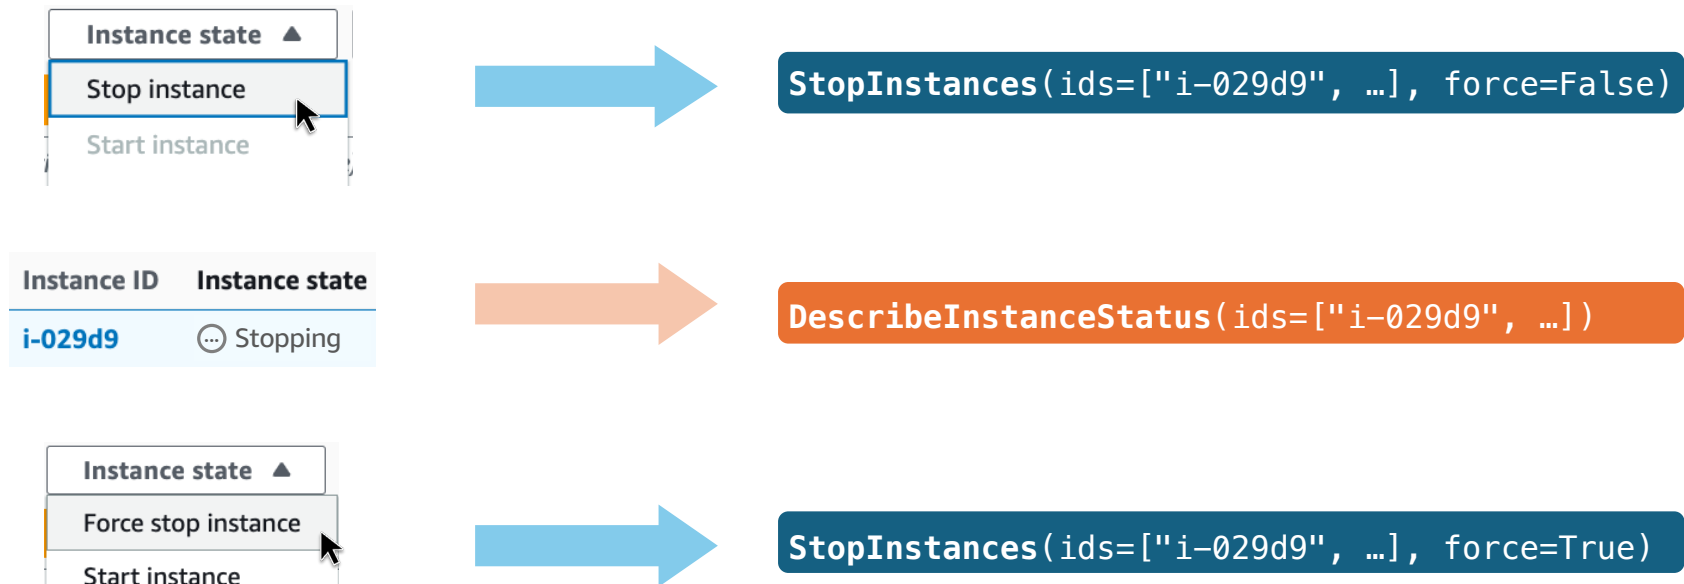 Instance state ▲
Stop instance
Start instance
StopInstances(ids=["i-029d9", …], force=False)
Instance ID Instance state
i-029d9 Stopping
DescribeInstanceStatus(ids=["i-029d9", …])
Instance state ▲
Force stop instance
Start instance
StopInstances(ids=["i-029d9", …], force=True)